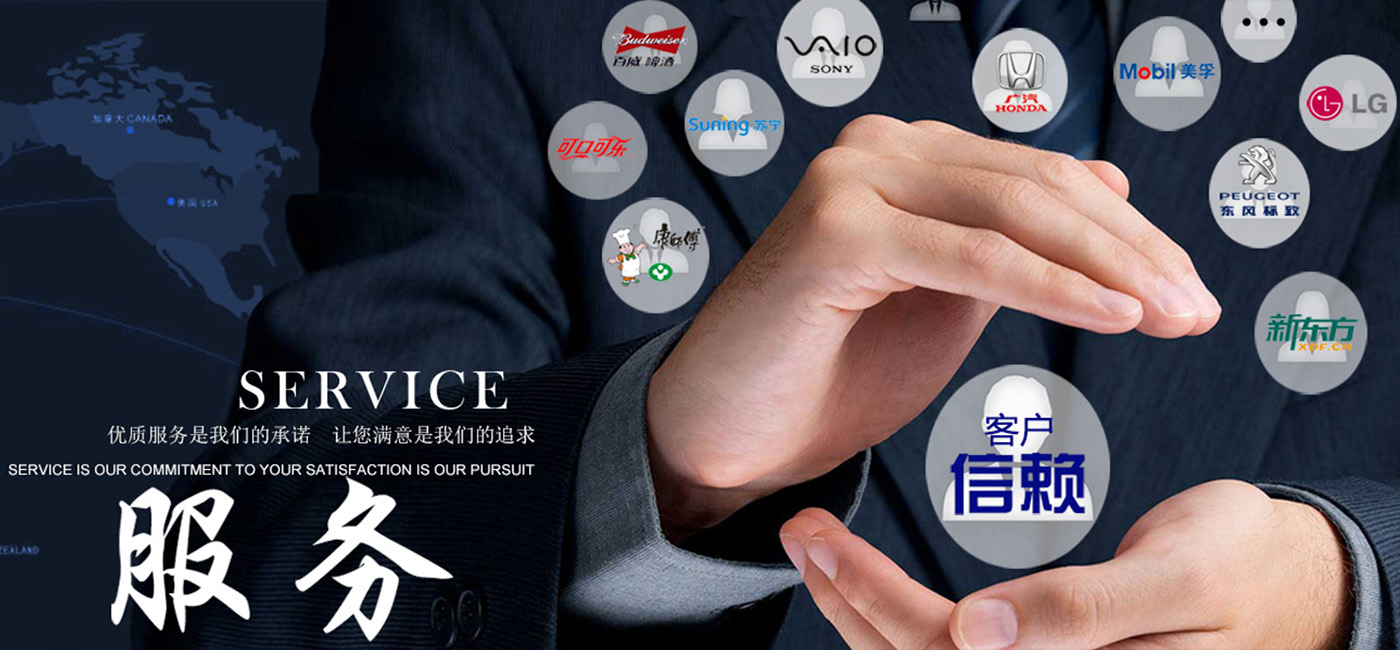 Budweiser
百威 啤酒
VAIO
SONY
广汽
HONDA
Mobil 美孚
LG
加拿大 CANADA
Suning 苏宁
可口可乐
美国 USA
PEUGEOT
东风标致
康师傅
新东方
XDF.CN
SERVICE
优质服务是我们的承诺 让您满意是我们的追求
SERVICE IS OUR COMMITMENT TO YOUR SATISFACTION IS OUR PURSUIT
客户
信赖
服务
ZEALAND